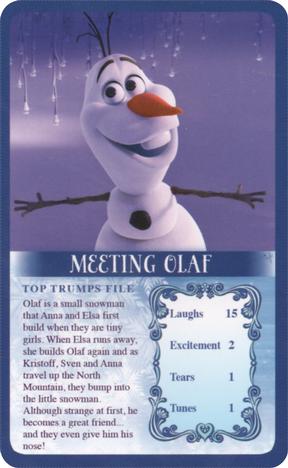 MEETING OLAF
TOP TRUMPS FILE
Olaf is a small snowman
that Anna and Elsa first
build when they are tiny
girls. When Elsa runs away,
she builds Olaf again and as
Kristoff, Sven and Anna
travel up the North
Mountain, they bump into
the little snowman.
Although strange at first, he
becomes a great friend...
and they even give him his
nose!
Laughs 15
Excitement 2
Tears 1
Tunes 1